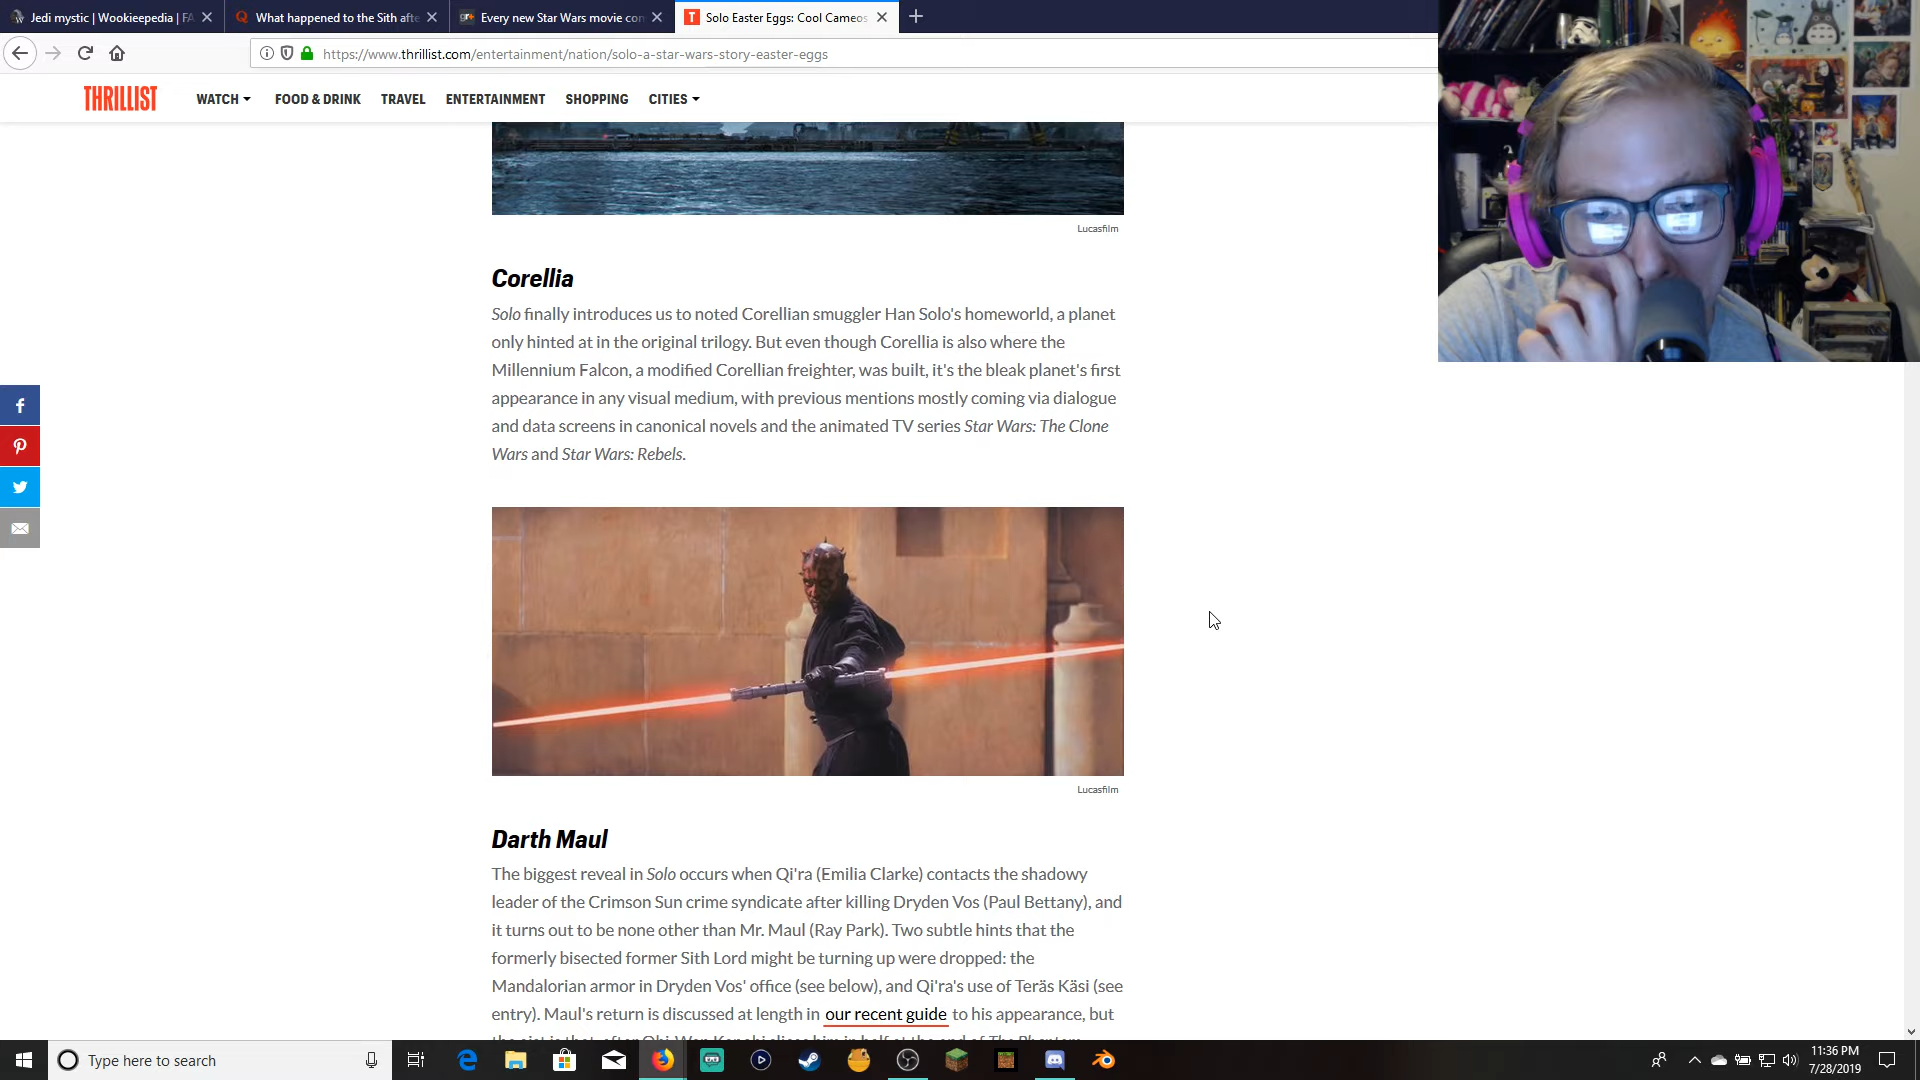 Jedi mystic | Wookieepedia | FA
What happened to the Sith afte
Every new Star Wars movie con
Solo Easter Eggs: Cool Cameos
https://www.thrillist.com/entertainment/nation/solo-a-star-wars-story-easter-eggs
THRILLIST
WATCH
FOOD & DRINK
TRAVEL
ENTERTAINMENT
SHOPPING
CITIES
Lucasfilm
Corellia
Solo finally introduces us to noted Corellian smuggler Han Solo's homeworld, a planet
only hinted at in the original trilogy. But even though Corellia is also where the
Millennium Falcon, a modified Corellian freighter, was built, it's the bleak planet's first
appearance in any visual medium, with previous mentions mostly coming via dialogue
and data screens in canonical novels and the animated TV series Star Wars: The Clone
Wars and Star Wars: Rebels.
Lucasfilm
Darth Maul
The biggest reveal in Solo occurs when Qi'ra (Emilia Clarke) contacts the shadowy
leader of the Crimson Sun crime syndicate after killing Dryden Vos (Paul Bettany), and
it turns out to be none other than Mr. Maul (Ray Park). Two subtle hints that the
formerly bisected former Sith Lord might be turning up were dropped: the
Mandalorian armor in Dryden Vos' office (see below), and Qi'ra's use of Teräs Käsi (see
entry). Maul's return is discussed at length in our recent guide to his appearance, but
Type here to search
11:36 PM
7/28/2019